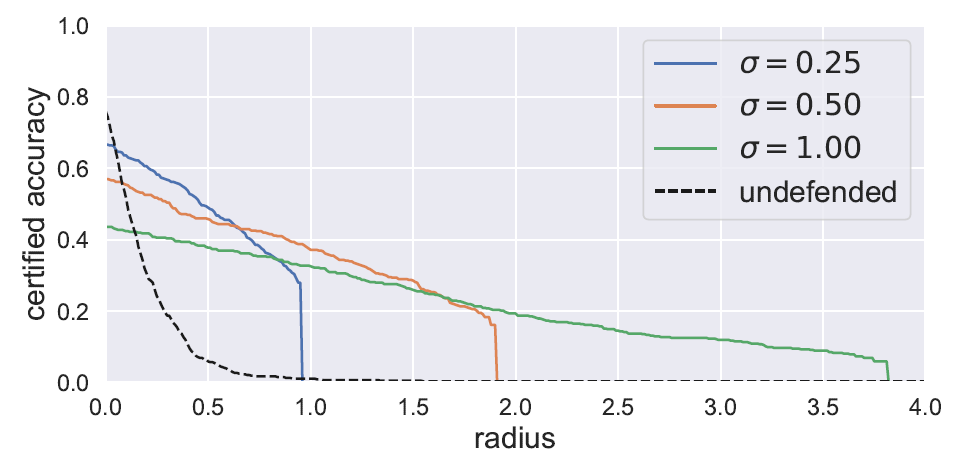 1.0
0.8
0.6
0.4
0.2
0.0
certified accuracy
σ = 0.25
σ = 0.50
σ = 1.00
undefended
0.0 0.5 1.0 1.5 2.0 2.5 3.0 3.5 4.0
radius